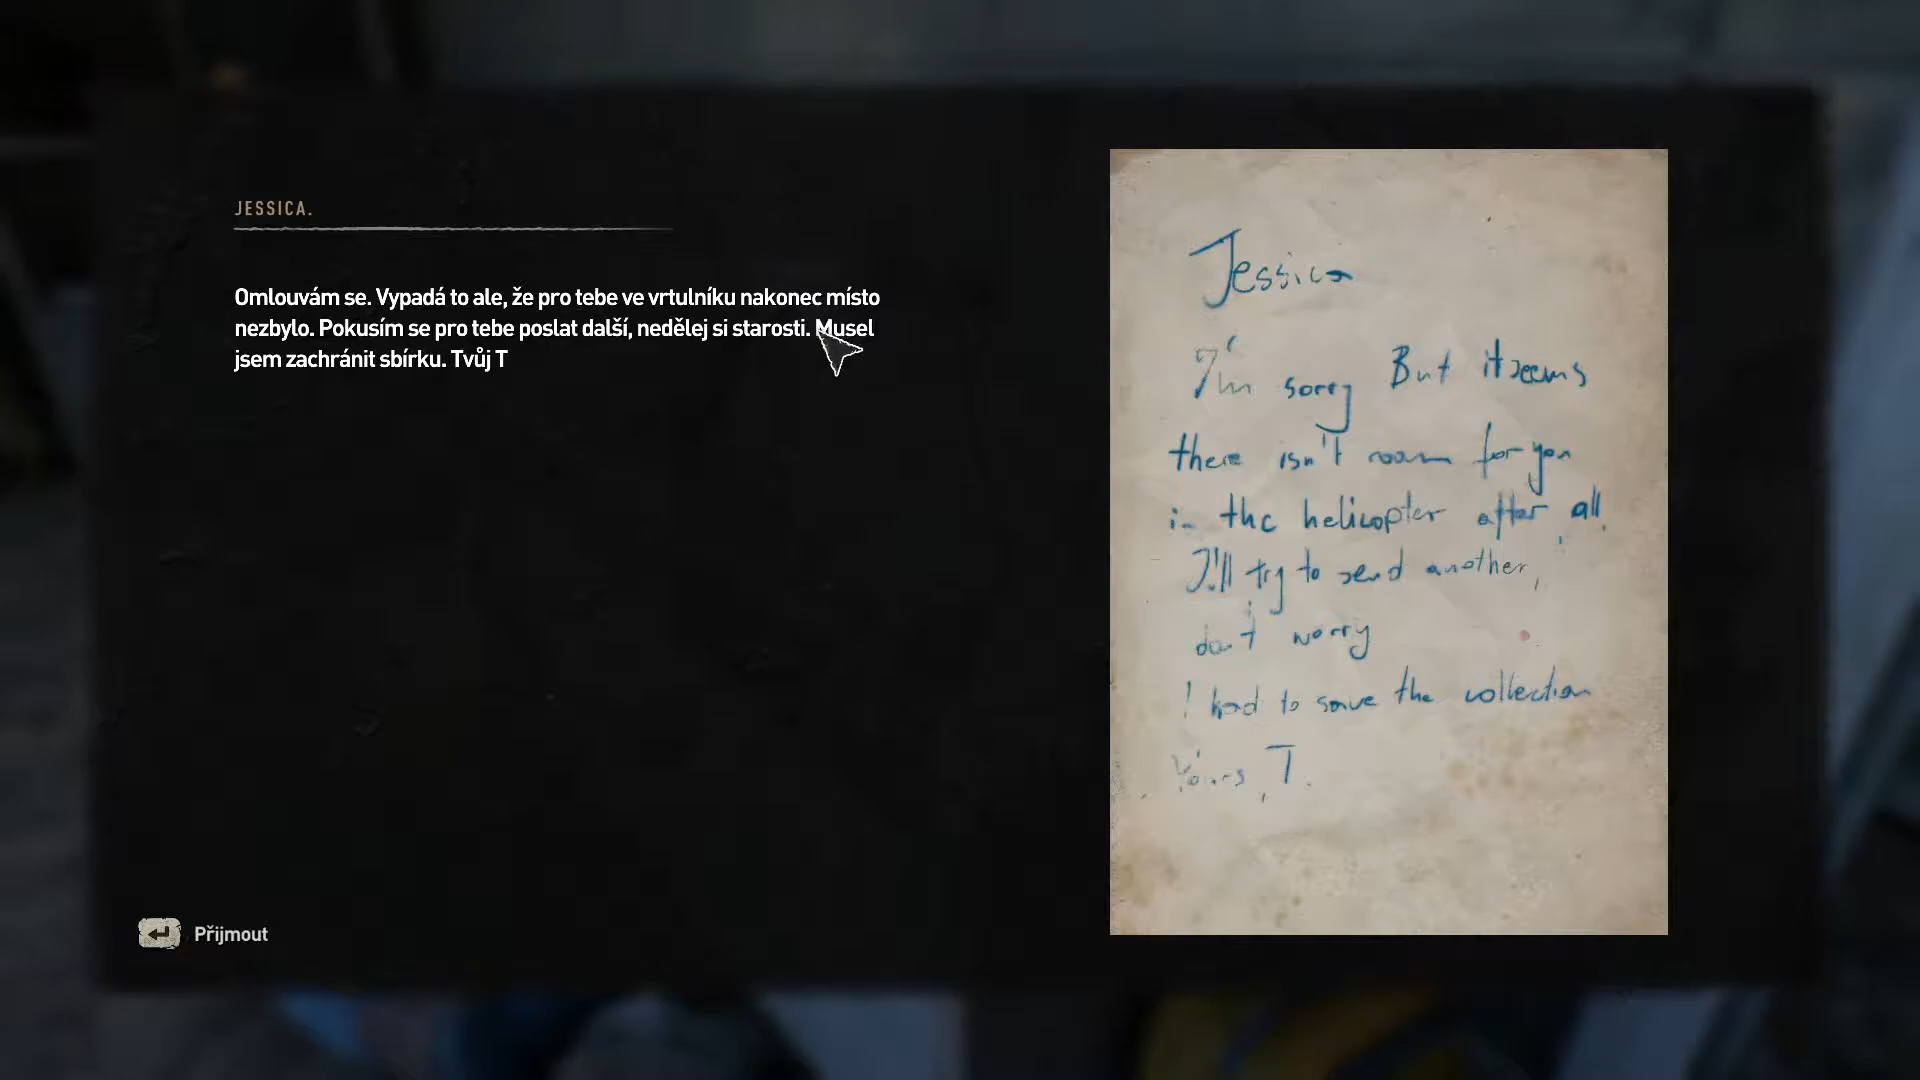 JESSICA.
Omlouvám se. Vypadá to ale, že pro tebe ve vrtulníku nakonec místo
nezbylo. Pokusím se pro tebe poslat další, nedělej si starosti. Musel
jsem zachránit sbírku. Tvůj T
Přijmout
Jessica
I'm sorry But it seems
there isn't room for you
in the helicopter after all.
I'll try to send another,
don't worry
I had to save the collection
Yours, T.